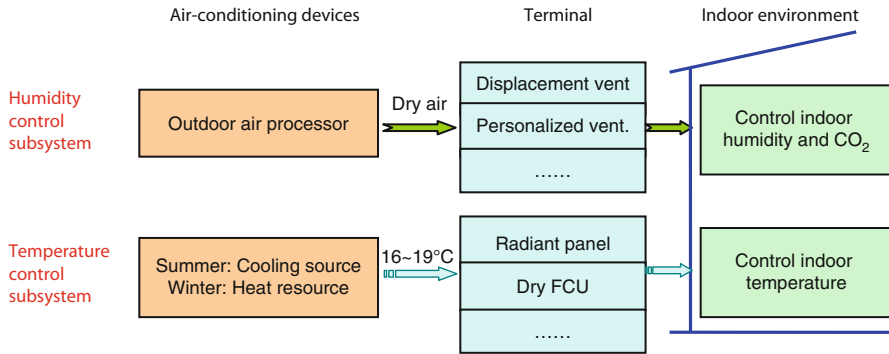 Air-conditioning devices
Terminal
Indoor environment
Humidity
control
subsystem
Outdoor air processor
Dry air
Displacement vent
Personalized vent.
......
Control indoor
humidity and CO₂
Temperature
control
subsystem
Summer: Cooling source
Winter: Heat resource
16~19°C
Radiant panel
Dry FCU
......
Control indoor
temperature